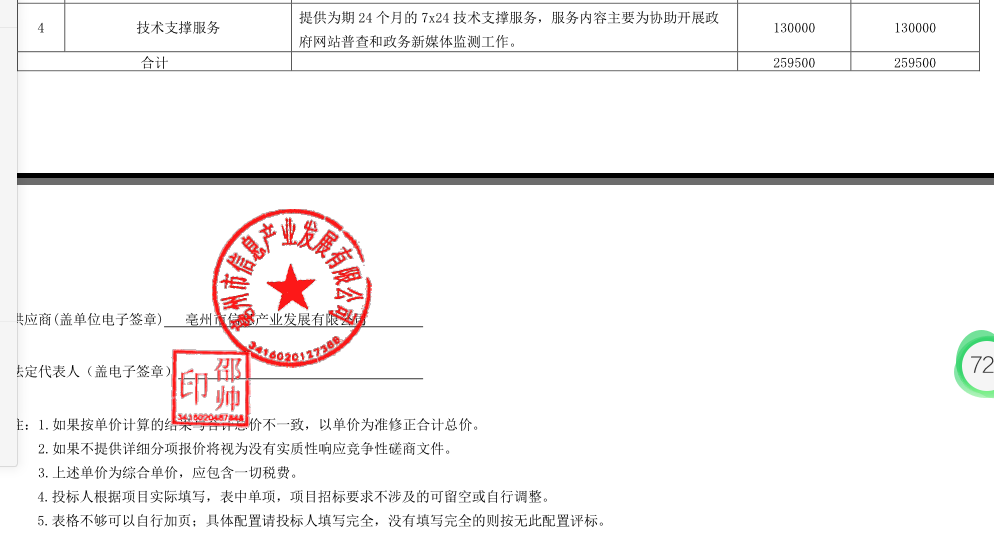 4 技术支撑服务 提供为期 24 个月的 7x24 技术支撑服务，服务内容主要为协助开展政 130000 130000
府网站普查和政务新媒体监测工作。
合计 259500 259500
亳州市信息产业发展有限公司
3416020127388
供应商(盖单位电子签章) 亳州市信息产业发展有限公司
法定代表人（盖电子签章）
邵帅印
注：1.如果按单价计算的结果与合计总价不一致，以单价为准修正合计总价。
2.如果不提供详细分项报价将视为没有实质性响应竞争性磋商文件。
3.上述单价为综合单价，应包含一切税费。
4.投标人根据项目实际填写，表中单项，项目招标要求不涉及的可留空或自行调整。
5.表格不够可以自行加页；具体配置请投标人填写完全，没有填写完全的则按无此配置评标。
72